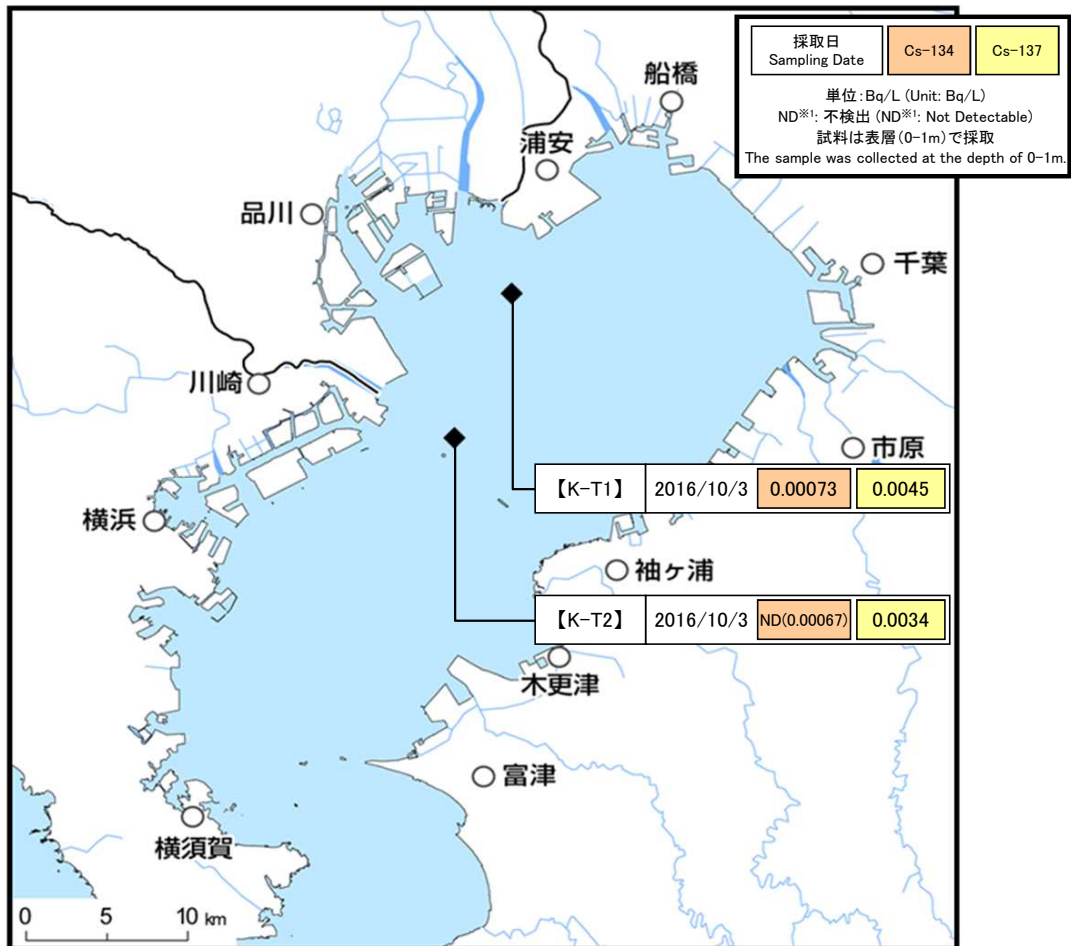 採取日
Sampling Date
Cs-134
Cs-137
単位：Bq/L (Unit: Bq/L)
ND※1: 不検出 (ND※1: Not Detectable)
試料は表層(0-1m)で採取
The sample was collected at the depth of 0-1m.
船橋
浦安
品川
千葉
川崎
市原
【K-T1】 2016/10/3 0.00073 0.0045
横浜
袖ヶ浦
【K-T2】 2016/10/3 ND(0.00067) 0.0034
木更津
富津
横須賀
0 5 10 km